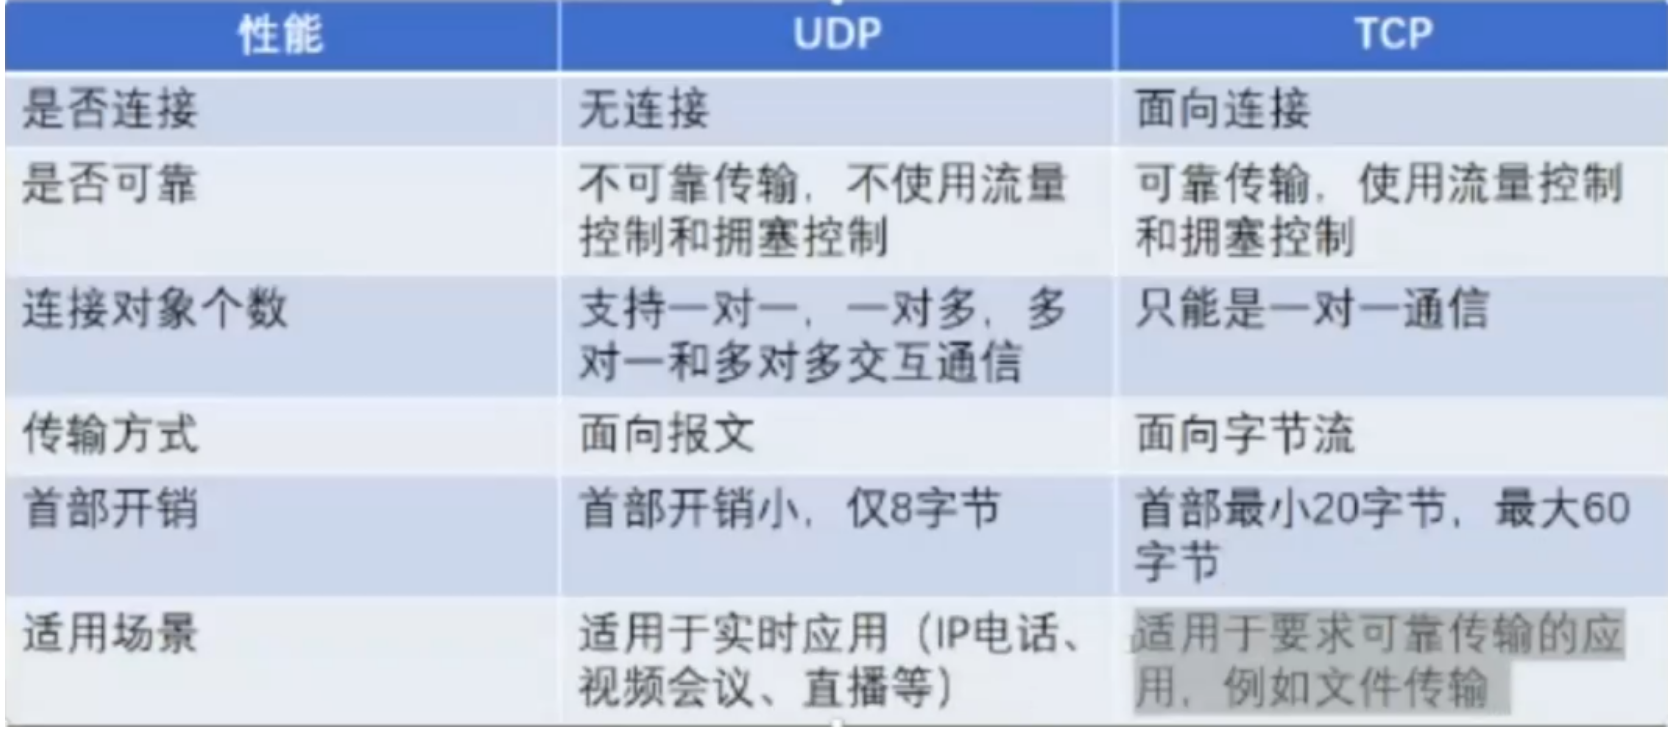 性能 UDP TCP
是否连接 无连接 面向连接
是否可靠 不可靠传输，不使用流量 可靠传输，使用流量控制
控制和拥塞控制 和拥塞控制
连接对象个数 支持一对一，一对多，多 只能是一对一通信
对一和多对多交互通信
传输方式 面向报文 面向字节流
首部开销 首部开销小，仅8字节 首部最小20字节，最大60
字节
适用场景 适用于实时应用（IP电话、 适用于要求可靠传输的应
视频会议、直播等） 用，例如文件传输